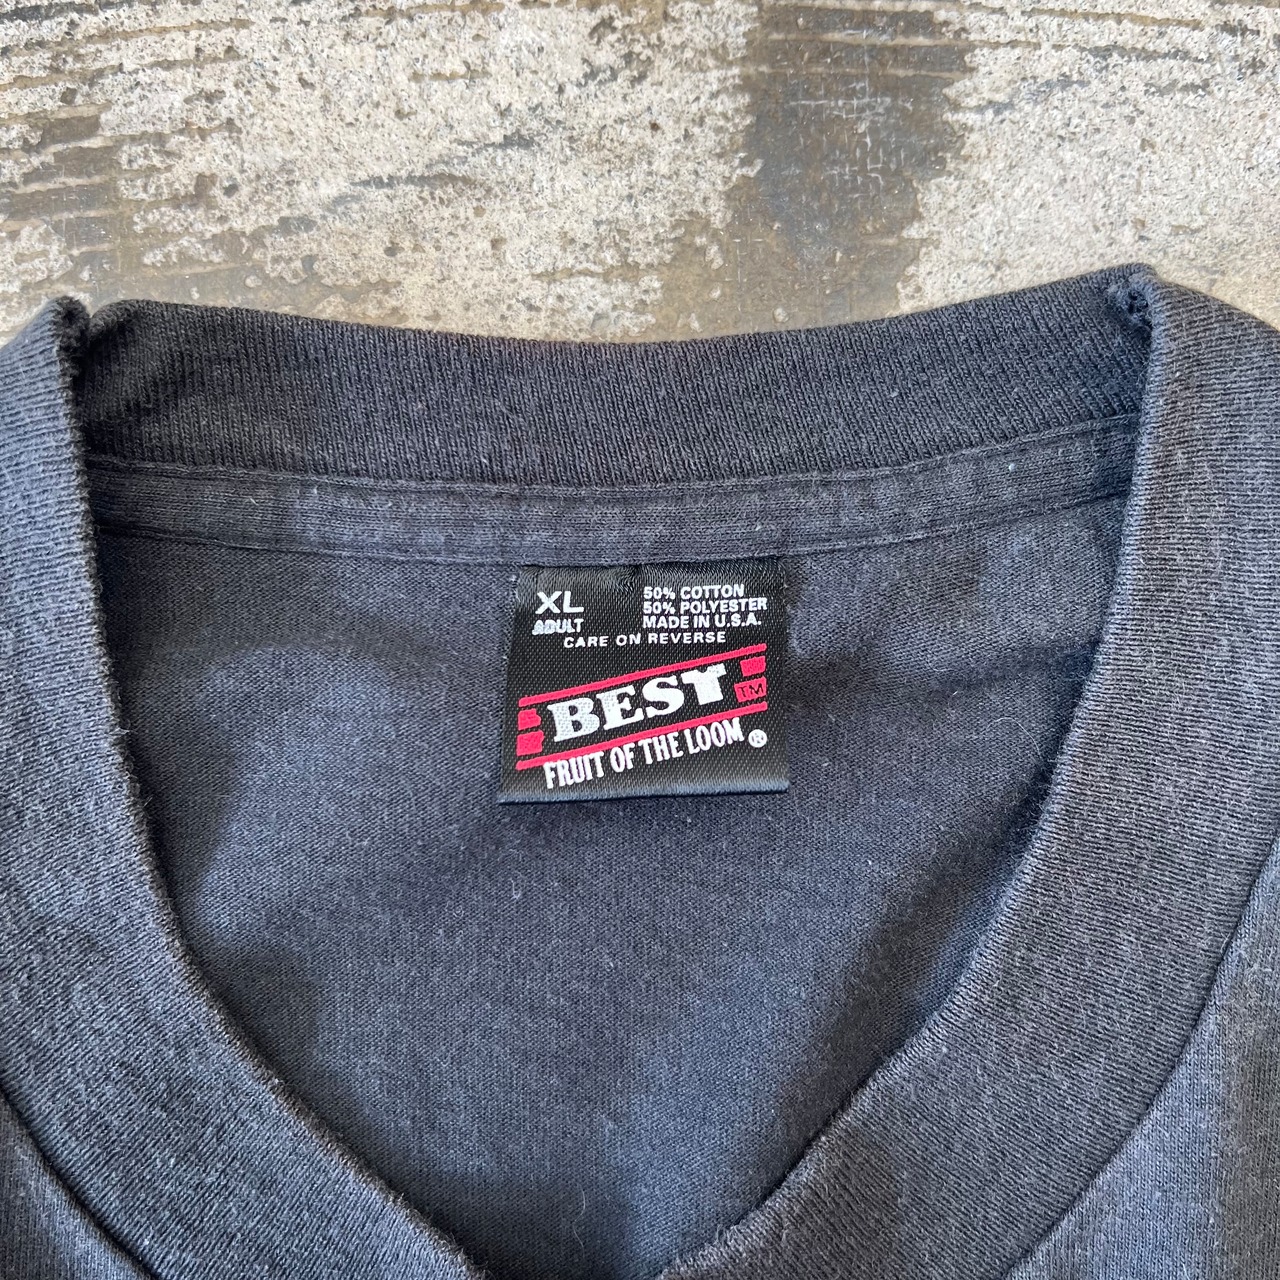 XL
ADULT
50% COTTON
50% POLYESTER
MADE IN U.S.A.
CARE ON REVERSE
BEST TM
FRUIT OF THE LOOM ®